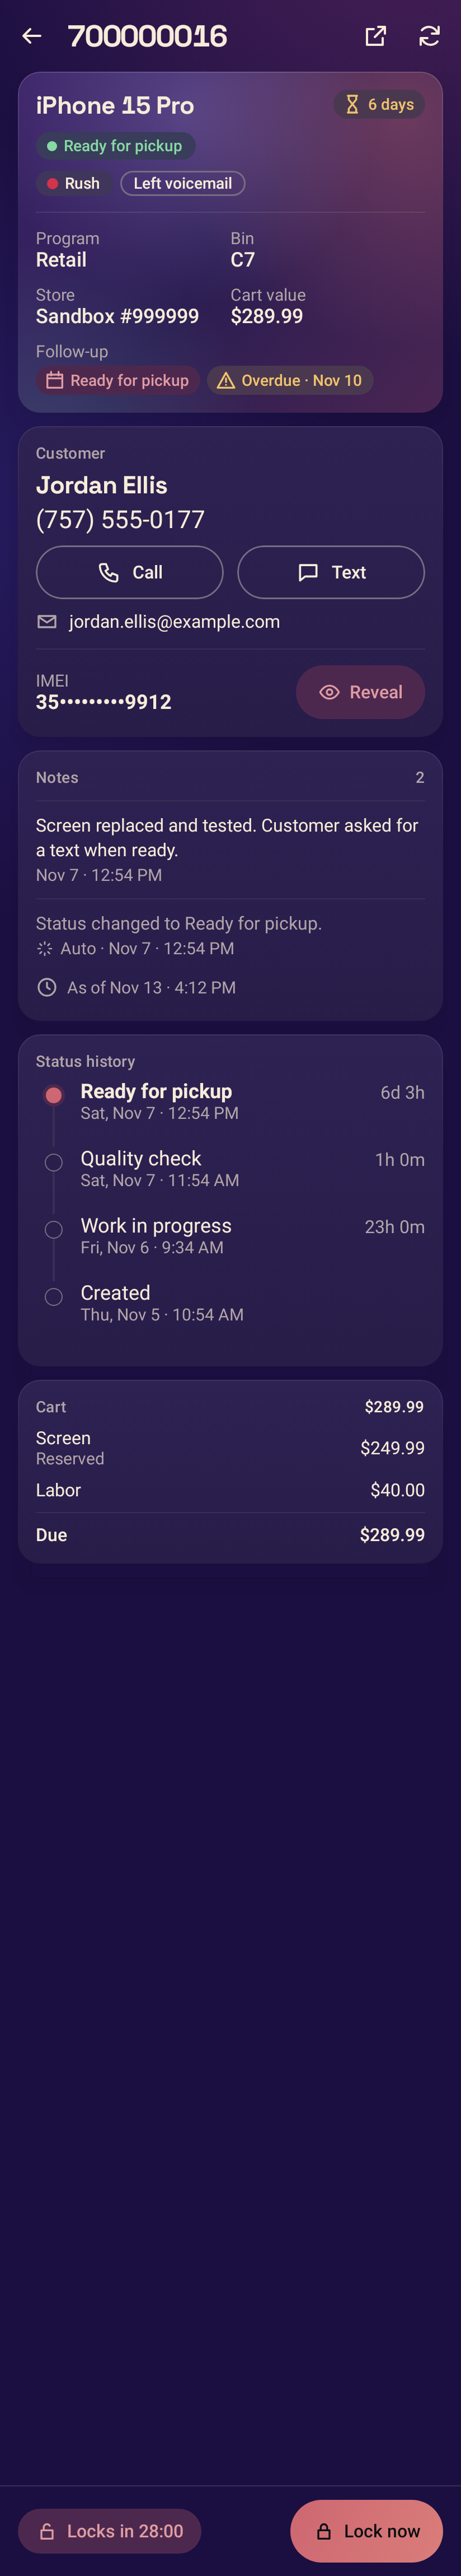 700000016
iPhone 15 Pro
6 days
Ready for pickup
Rush
Left voicemail
Program
Bin
Retail
C7
Store
Cart value
Sandbox #999999
$289.99
Follow-up
Ready for pickup
Overdue · Nov 10
Customer
Jordan Ellis
(757) 555-0177
Call
Text
jordan.ellis@example.com
IMEI
35•••••••••9912
Reveal
Notes
2
Screen replaced and tested. Customer asked for
a text when ready.
Nov 7 · 12:54 PM
Status changed to Ready for pickup.
Auto · Nov 7 · 12:54 PM
As of Nov 13 · 4:12 PM
Status history
Ready for pickup
6d 3h
Sat, Nov 7 · 12:54 PM
Quality check
1h 0m
Sat, Nov 7 · 11:54 AM
Work in progress
23h 0m
Fri, Nov 6 · 9:34 AM
Created
Thu, Nov 5 · 10:54 AM
Cart
$289.99
Screen
$249.99
Reserved
Labor
$40.00
Due
$289.99
Locks in 28:00
Lock now